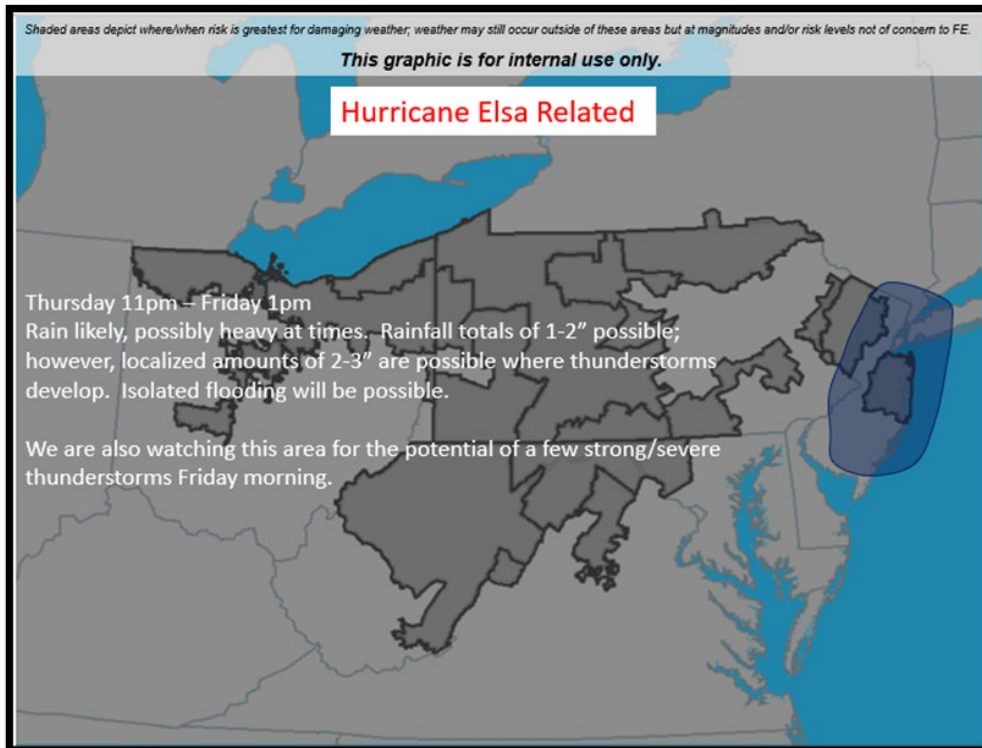 Shaded areas depict where/when risk is greatest for damaging weather; weather may still occur outside of these areas but at magnitudes and/or risk levels not of concern to FE.
This graphic is for internal use only.
Hurricane Elsa Related
Thursday 11pm – Friday 1pm
Rain likely, possibly heavy at times.  Rainfall totals of 1-2” possible;
however, localized amounts of 2-3” are possible where thunderstorms
develop.  Isolated flooding will be possible.
We are also watching this area for the potential of a few strong/severe
thunderstorms Friday morning.